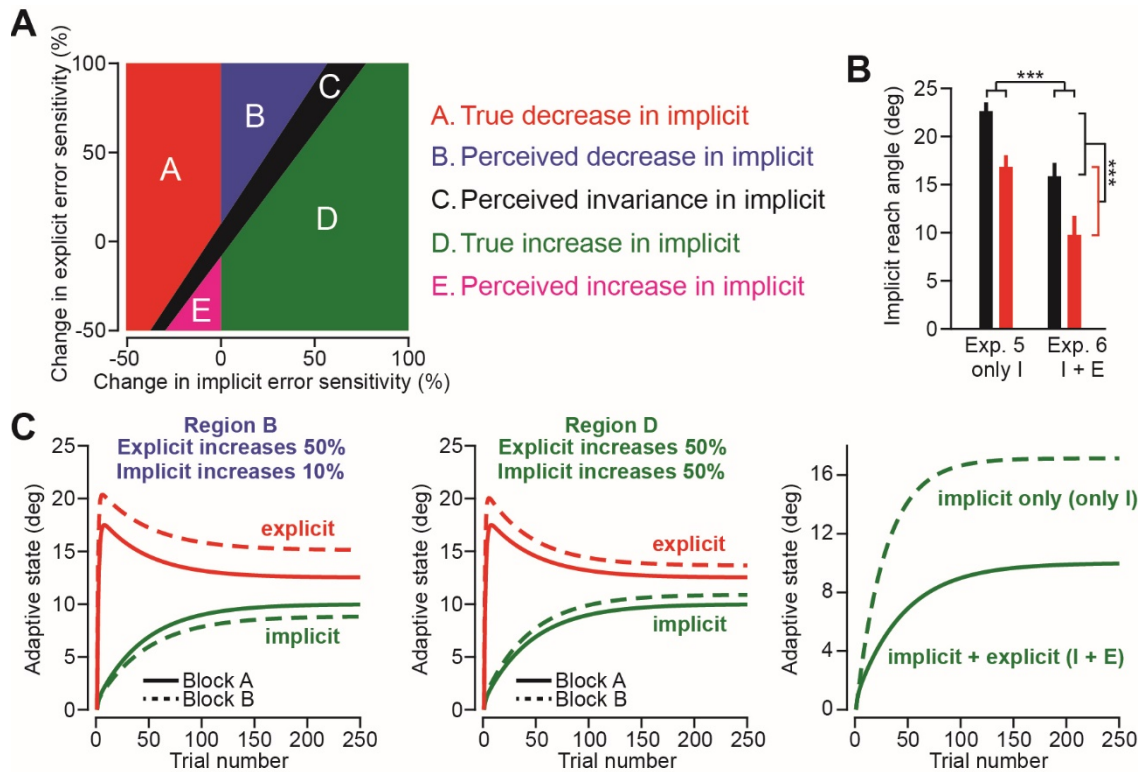 A
Change in explicit error sensitivity (%)
100
50
0
-50
-50
0
50
100
Change in implicit error sensitivity (%)
A
B
C
D
E
A. True decrease in implicit
B. Perceived decrease in implicit
C. Perceived invariance in implicit
D. True increase in implicit
E. Perceived increase in implicit
B
Implicit reach angle (deg)
25
20
15
10
5
0
***
***
Exp. 5
only I
Exp. 6
I + E
C
Region B
Explicit increases 50%
Implicit increases 10%
Adaptive state (deg)
25
20
15
10
5
0
explicit
implicit
Block A
Block B
0
50
100
150
200
250
Trial number
Region D
Explicit increases 50%
Implicit increases 50%
Adaptive state (deg)
25
20
15
10
5
0
explicit
implicit
Block A
Block B
0
50
100
150
200
250
Trial number
Adaptive state (deg)
16
12
8
4
0
implicit only (only I)
implicit + explicit (I + E)
0
50
100
150
200
250
Trial number